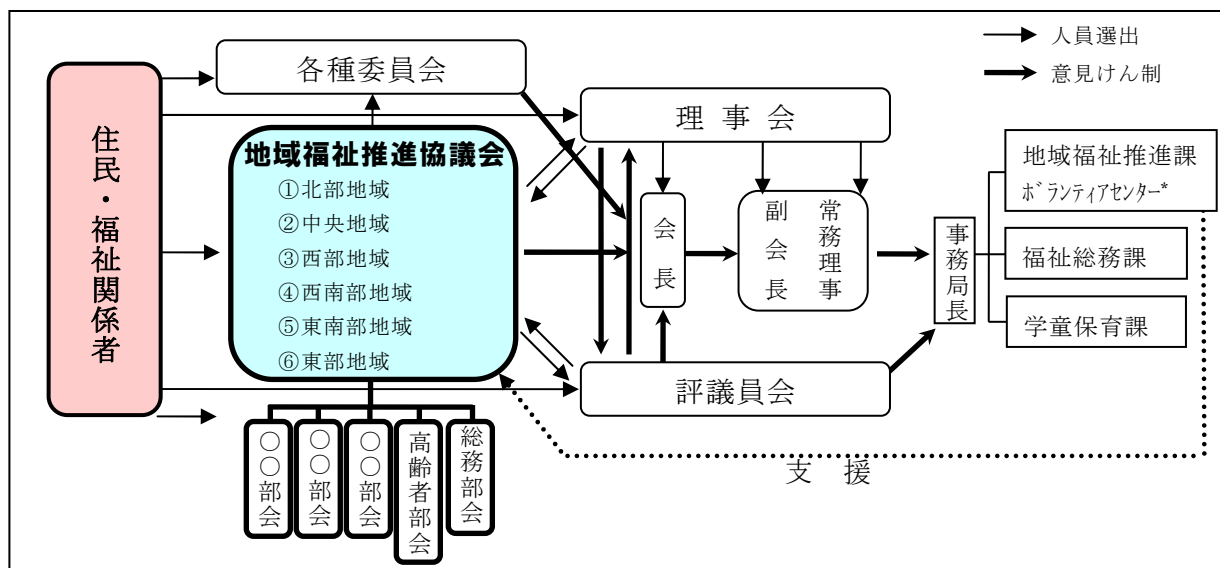 人員選出
意見けん制
各種委員会
理事会
住民・福祉関係者
地域福祉推進協議会
①北部地域
②中央地域
③西部地域
④西南部地域
⑤東南部地域
⑥東部地域
会長
副会長
常務理事
事務局長
地域福祉推進課
ボランティアセンター*
福祉総務課
学童保育課
評議員会
支援
〇〇部会
〇〇部会
〇〇部会
高齢者部会
総務部会